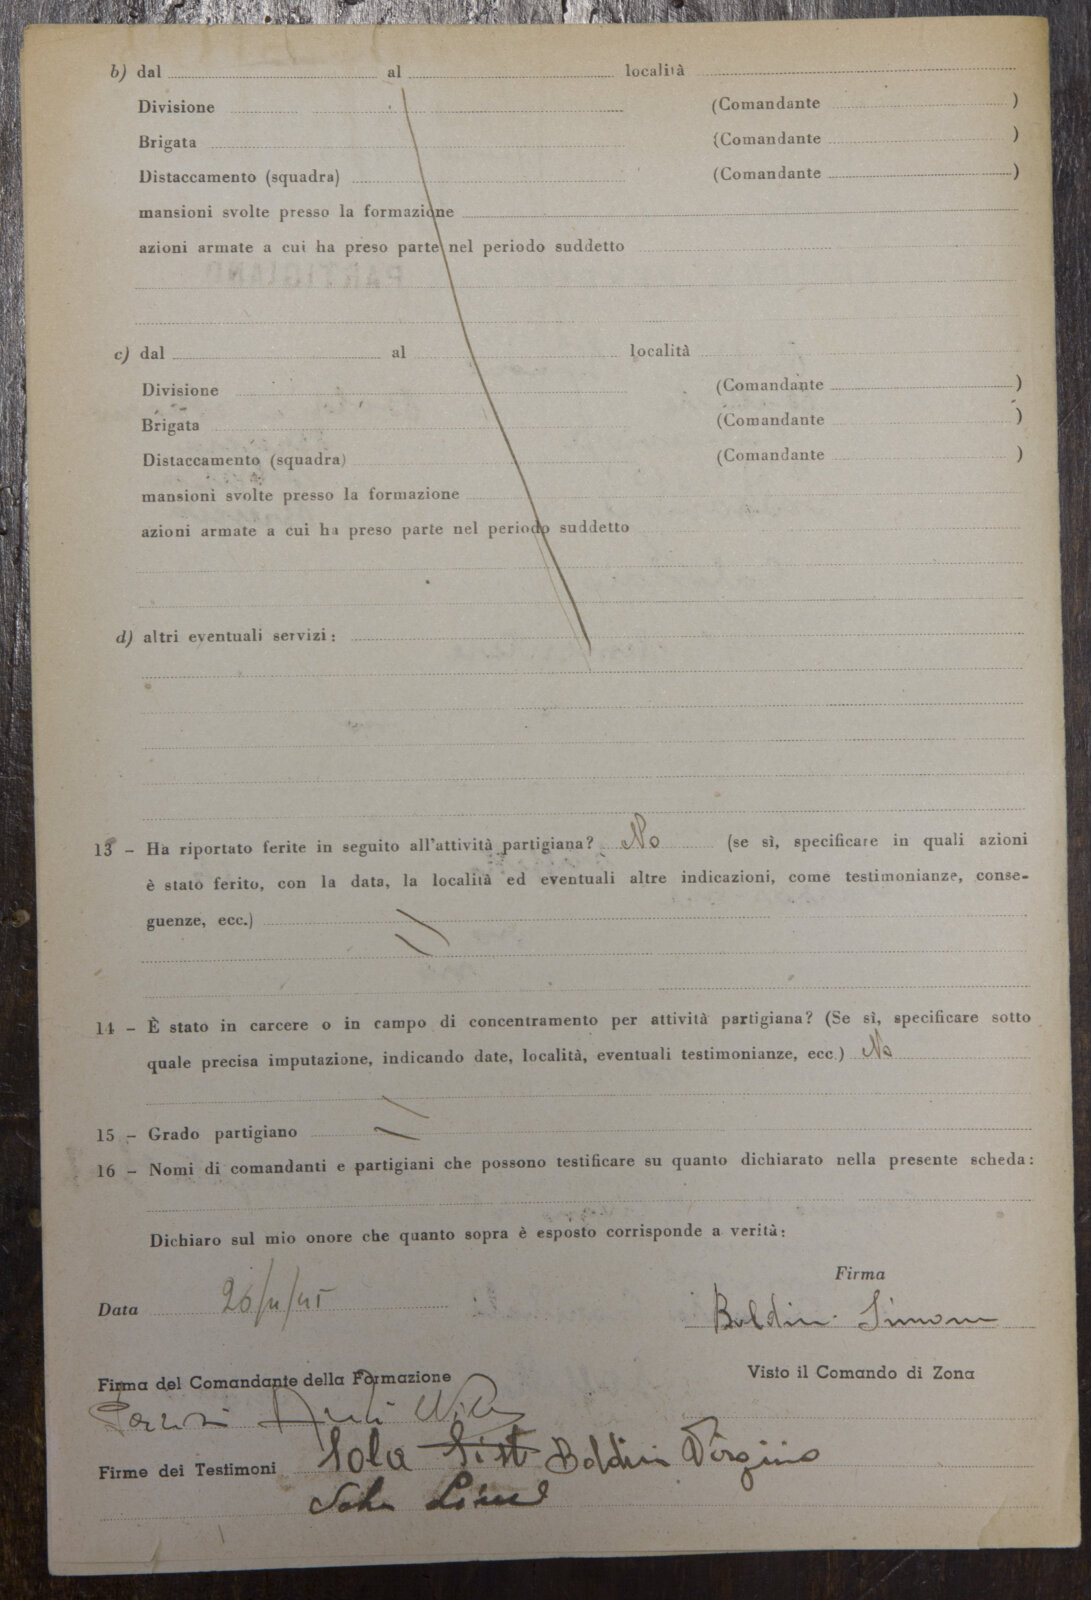 b) dal al località
Divisione (Comandante )
Brigata (Comandante )
Distaccamento (squadra) (Comandante )
mansioni svolte presso la formazione
azioni armate a cui ha preso parte nel periodo suddetto
c) dal al località
Divisione (Comandante )
Brigata (Comandante )
Distaccamento (squadra) (Comandante )
mansioni svolte presso la formazione
azioni armate a cui ha preso parte nel periodo suddetto
d) altri eventuali servizi:
13 - Ha riportato ferite in seguito all'attività partigiana? No (se sì, specificare in quali azioni
è stato ferito, con la data, la località ed eventuali altre indicazioni, come testimonianze, conse-
guenze, ecc.)
14 - È stato in carcere o in campo di concentramento per attività partigiana? (Se sì, specificare sotto
quale precisa imputazione, indicando date, località, eventuali testimonianze, ecc.) No
15 - Grado partigiano
16 - Nomi di comandanti e partigiani che possono testificare su quanto dichiarato nella presente scheda:
Dichiaro sul mio onore che quanto sopra è esposto corrisponde a verità:
Firma
Data Boldin Simone
Firma del Comandante della Formazione Visto il Comando di Zona
Firme dei Testimoni Sola Boldin Virginio
Sola